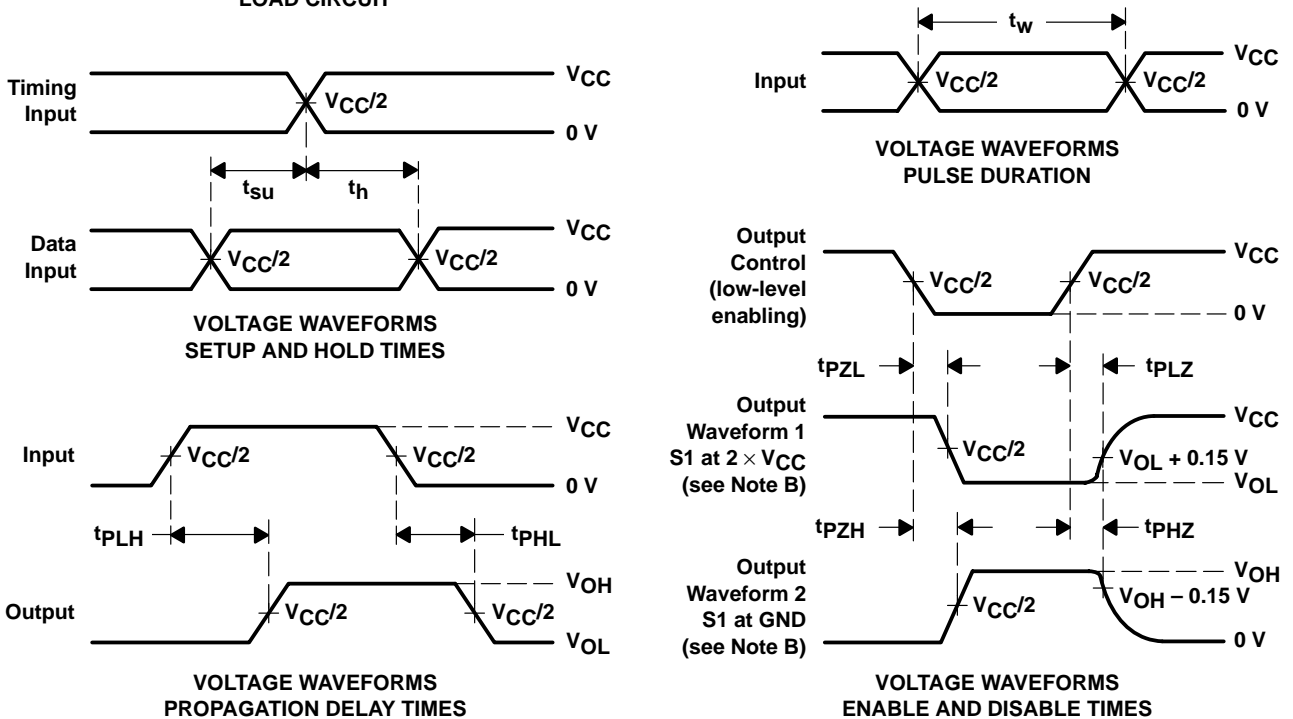 LOAD CIRCUIT
Timing
Input
VCC/2
VCC
0 V
tsu
th
Data
Input
VCC/2
VCC/2
VCC
0 V
VOLTAGE WAVEFORMS
SETUP AND HOLD TIMES
Input
VCC/2
VCC/2
VCC
0 V
tPLH
tPHL
Output
VCC/2
VCC/2
VOH
VOL
VOLTAGE WAVEFORMS
PROPAGATION DELAY TIMES
tw
Input
VCC/2
VCC/2
VCC
0 V
VOLTAGE WAVEFORMS
PULSE DURATION
Output
Control
(low-level
enabling)
VCC/2
VCC/2
VCC
0 V
tPZL
tPLZ
Output
Waveform 1
S1 at 2 × VCC
(see Note B)
VCC/2
VCC
VOL + 0.15 V
VOL
tPZH
tPHZ
Output
Waveform 2
S1 at GND
(see Note B)
VCC/2
VOH
VOH – 0.15 V
0 V
VOLTAGE WAVEFORMS
ENABLE AND DISABLE TIMES